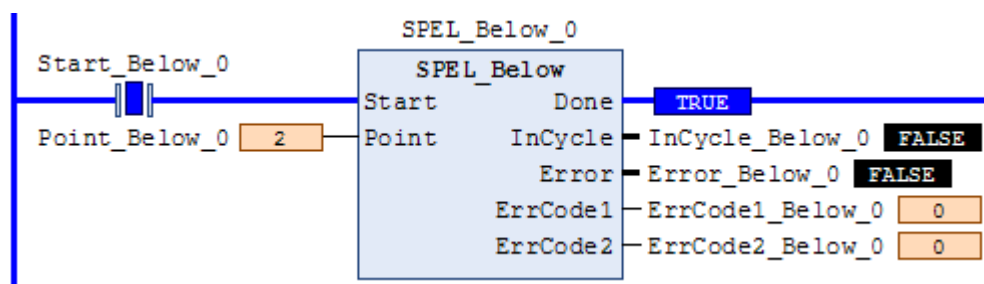 SPEL_Below_0
Start_Below_0 SPEL_Below
Start Done TRUE
Point_Below_0 2 Point InCycle InCycle_Below_0 FALSE
Error Error_Below_0 FALSE
ErrCode1 ErrCode1_Below_0 0
ErrCode2 ErrCode2_Below_0 0